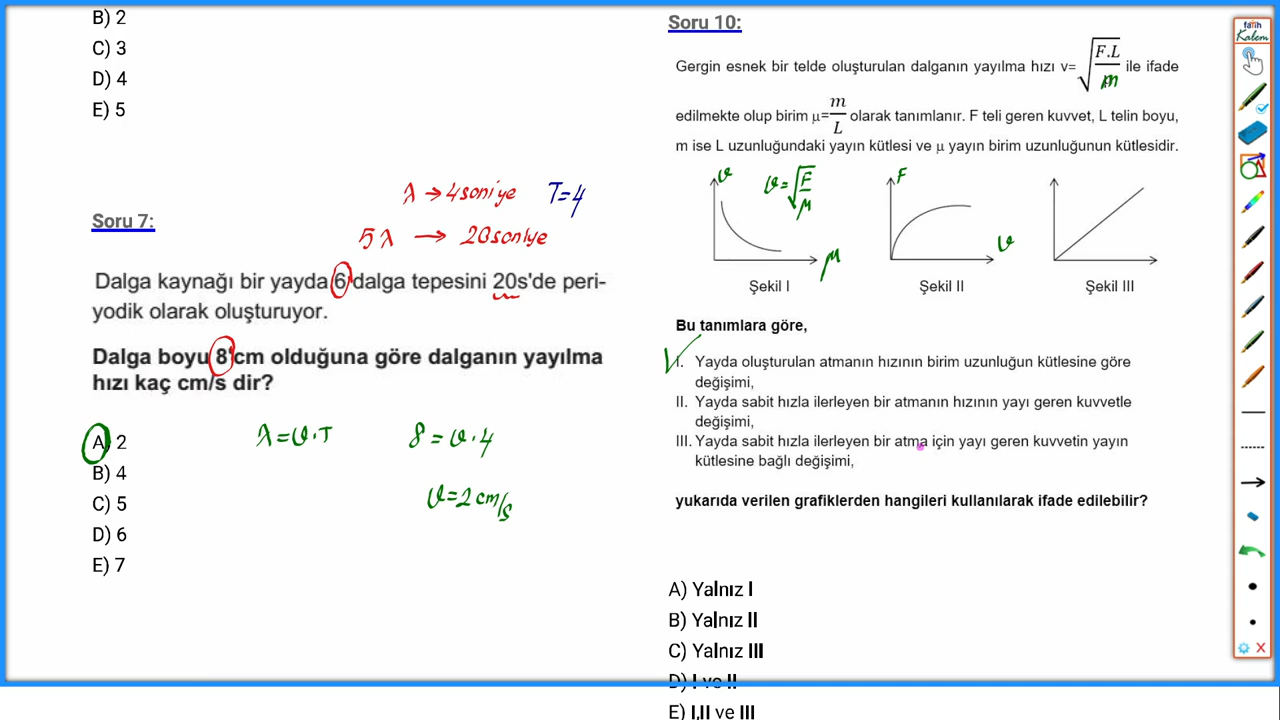 B) 2
C) 3
D) 4
E) 5
λ → 4 saniye T=4
Soru 7:
5λ → 20 saniye
Dalga kaynağı bir yayda 6 dalga tepesini 20s'de peri-
yodik olarak oluşturuyor.
Dalga boyu 8 cm olduğuna göre dalganın yayılma
hızı kaç cm/s dir?
A) 2
λ=υ.T 8=υ.4
B) 4
υ=2 cm/s
C) 5
D) 6
E) 7
Soru 10:
Gergin esnek bir telde oluşturulan dalganın yayılma hızı v= √F.L/m ile ifade
edilmekte olup birim μ=m/L olarak tanımlanır. F teli geren kuvvet, L telin boyu,
m ise L uzunluğundaki yayın kütlesi ve μ yayın birim uzunluğunun kütlesidir.
υ υ=√F/μ F
μ υ
Şekil I Şekil II Şekil III
Bu tanımlara göre,
I. Yayda oluşturulan atmanın hızının birim uzunluğun kütlesine göre
değişimi,
II. Yayda sabit hızla ilerleyen bir atmanın hızının yayı geren kuvvetle
değişimi,
III. Yayda sabit hızla ilerleyen bir atma için yayı geren kuvvetin yayın
kütlesine bağlı değişimi,
yukarıda verilen grafiklerden hangileri kullanılarak ifade edilebilir?
A) Yalnız I
B) Yalnız II
C) Yalnız III
D) I ve II
E) I,II ve III
fatih
Kalem